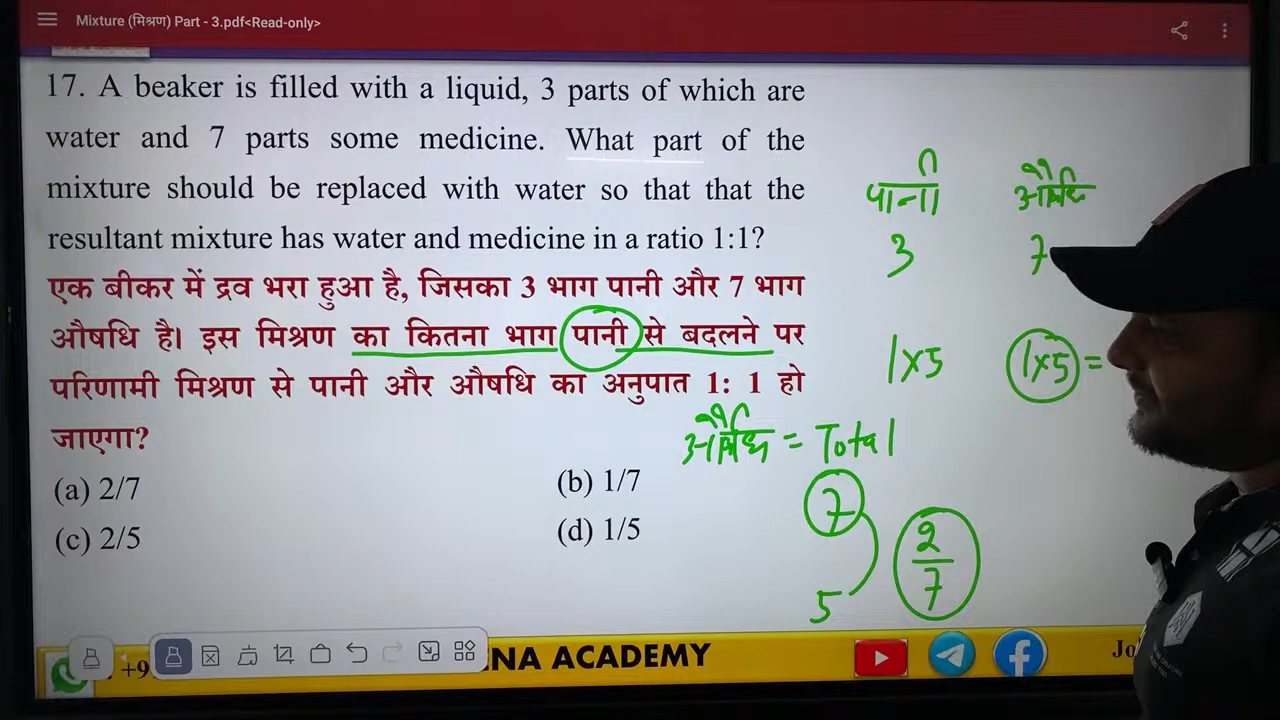 Mixture (मिश्रण) Part - 3.pdf<Read-only>
17. A beaker is filled with a liquid, 3 parts of which are
water and 7 parts some medicine. What part of the
mixture should be replaced with water so that that the
resultant mixture has water and medicine in a ratio 1:1?
एक बीकर में द्रव भरा हुआ है, जिसका 3 भाग पानी और 7 भाग
औषधि है। इस मिश्रण का कितना भाग पानी से बदलने पर
परिणामी मिश्रण से पानी और औषधि का अनुपात 1: 1 हो
जाएगा?
(a) 2/7 (b) 1/7
(c) 2/5 (d) 1/5
पानी औषधि
3 7
1x5 1x5 =
औषधि = Total
7
5
2/7
+9
NA ACADEMY
Jo